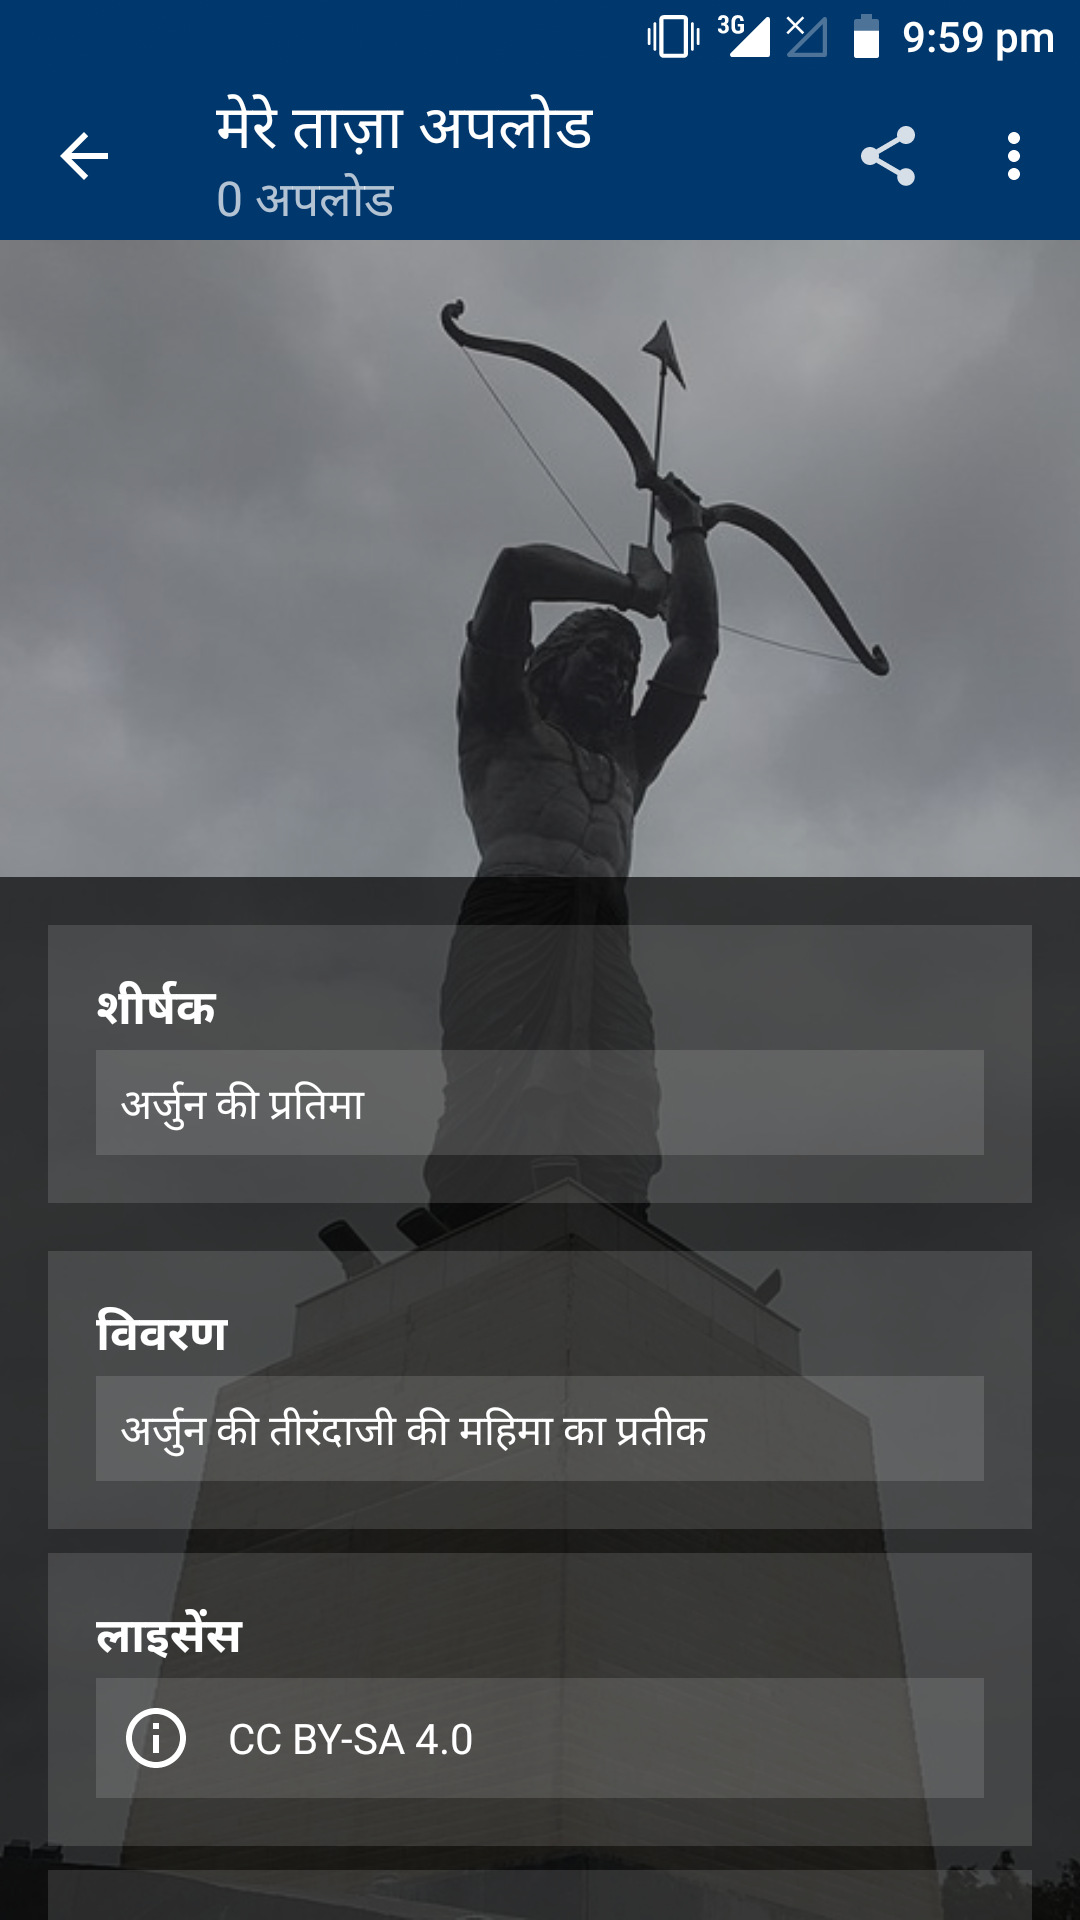 3G 9:59 pm
मेरे ताज़ा अपलोड
0 अपलोड
शीर्षक
अर्जुन की प्रतिमा
विवरण
अर्जुन की तीरंदाजी की महिमा का प्रतीक
लाइसेंस
CC BY-SA 4.0